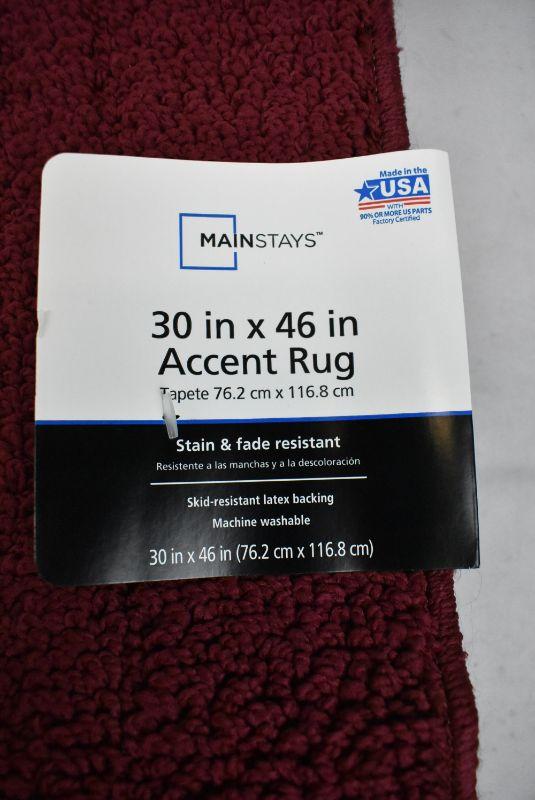 Made in the
USA
WITH
90% OR MORE US PARTS
Factory Certified
MAINSTAYS™
30 in x 46 in
Accent Rug
Tapete 76.2 cm x 116.8 cm
Stain & fade resistant
Resistente a las manchas y a la descoloración
Skid-resistant latex backing
Machine washable
30 in x 46 in (76.2 cm x 116.8 cm)